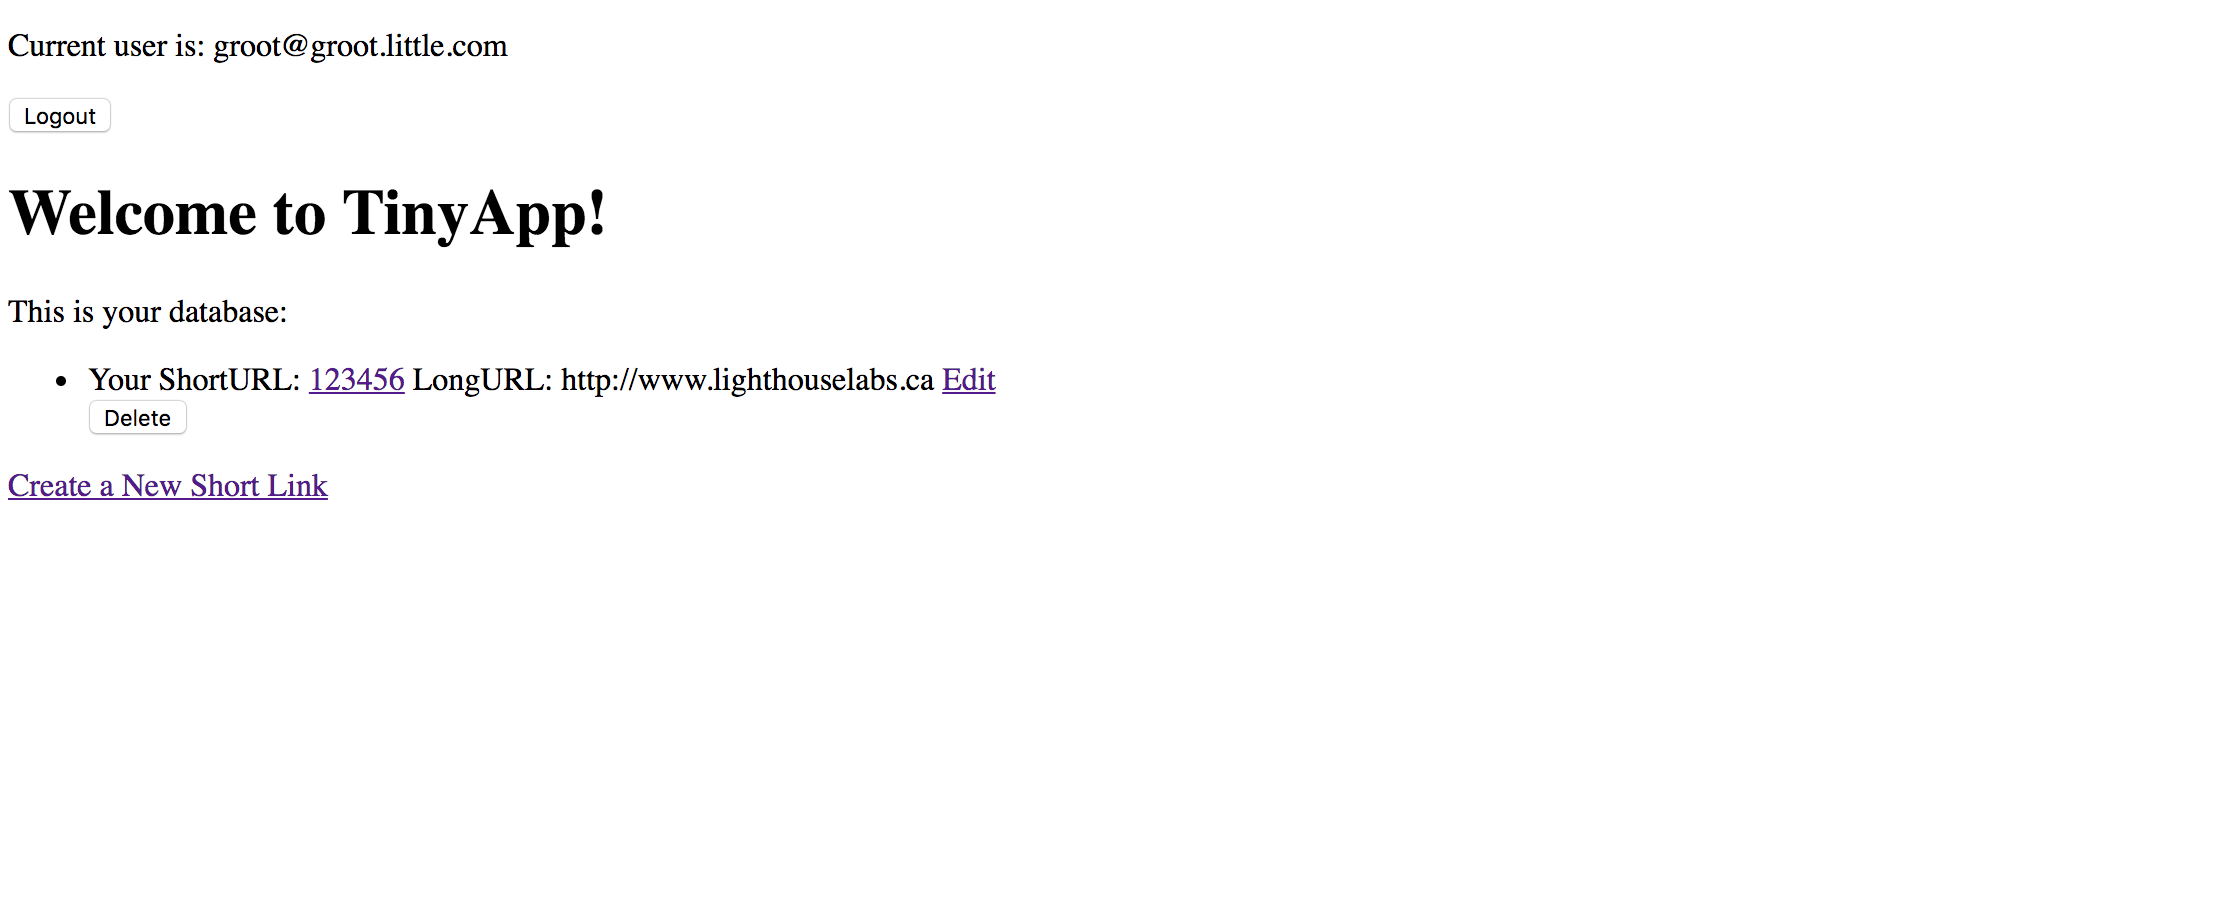 Current user is: groot@groot.little.com
Logout
Welcome to TinyApp!
This is your database:
• Your ShortURL: 123456 LongURL: http://www.lighthouselabs.ca Edit
Delete
Create a New Short Link